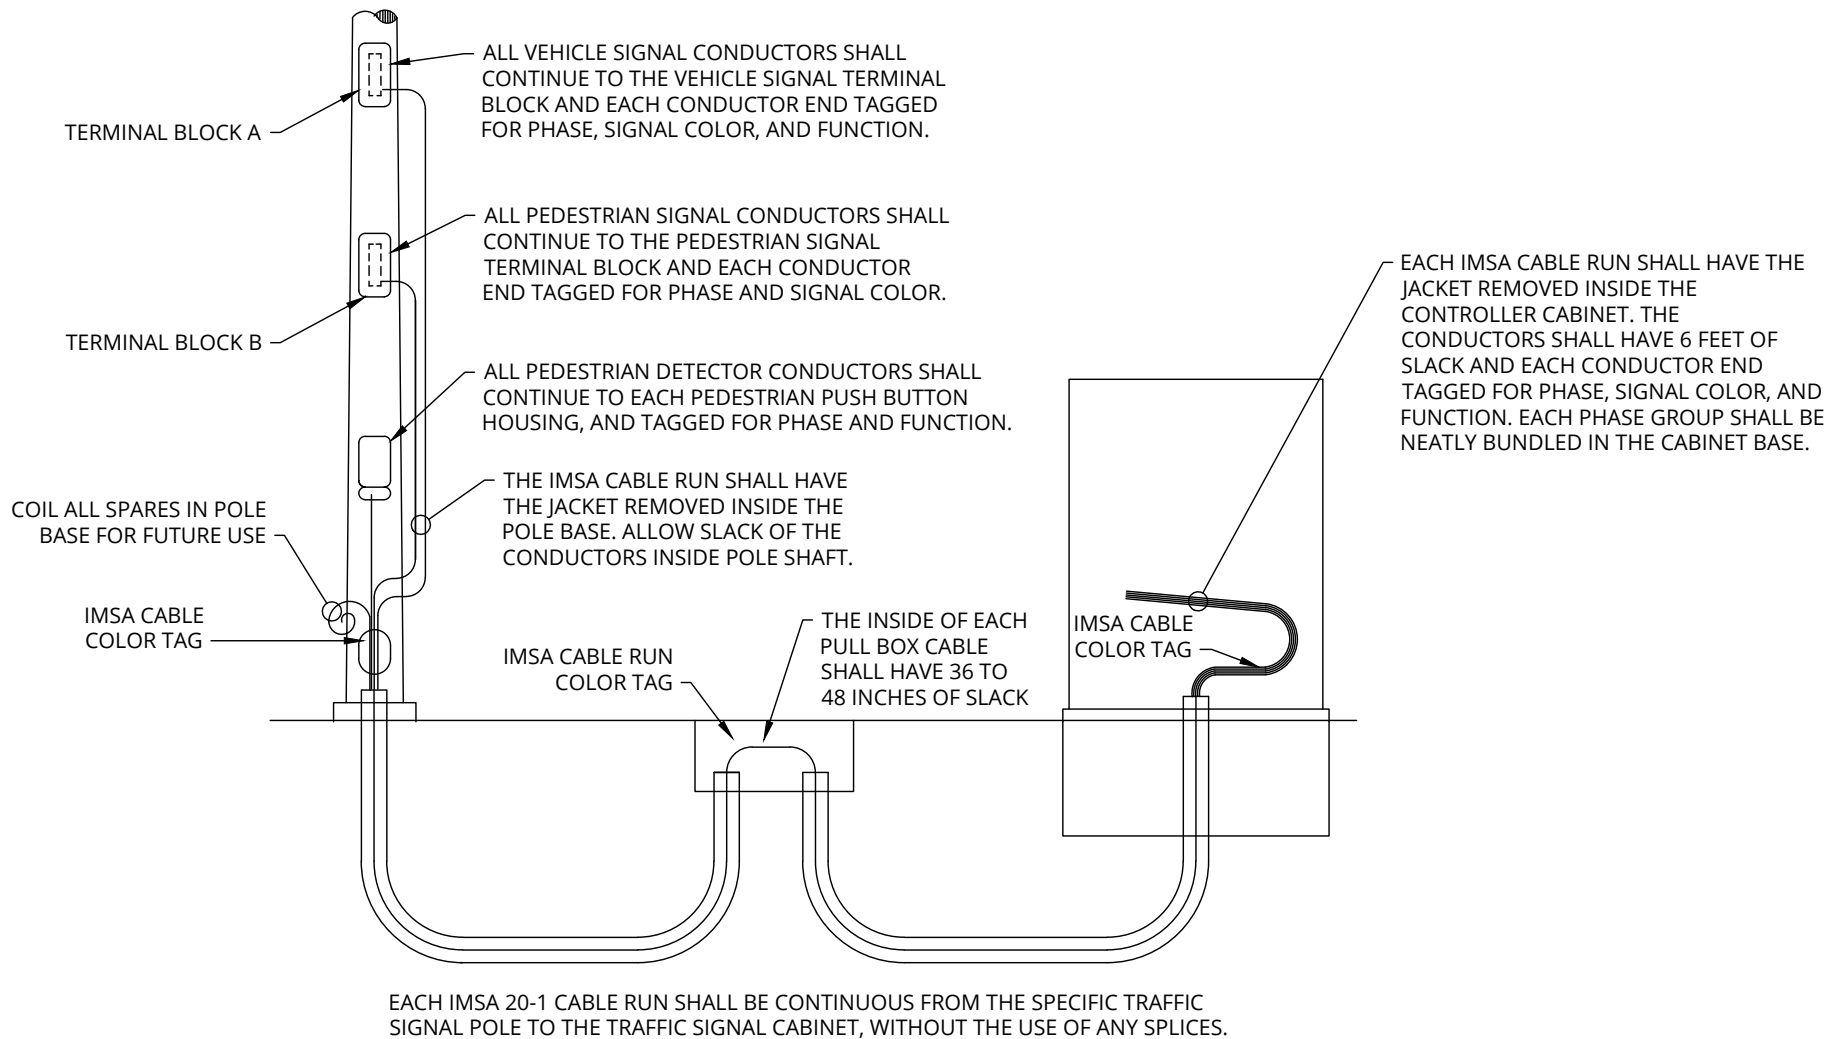 ALL VEHICLE SIGNAL CONDUCTORS SHALL
CONTINUE TO THE VEHICLE SIGNAL TERMINAL
BLOCK AND EACH CONDUCTOR END TAGGED
FOR PHASE, SIGNAL COLOR, AND FUNCTION.
TERMINAL BLOCK A
ALL PEDESTRIAN SIGNAL CONDUCTORS SHALL
CONTINUE TO THE PEDESTRIAN SIGNAL
TERMINAL BLOCK AND EACH CONDUCTOR
END TAGGED FOR PHASE AND SIGNAL COLOR.
TERMINAL BLOCK B
EACH IMSA CABLE RUN SHALL HAVE THE
JACKET REMOVED INSIDE THE
CONTROLLER CABINET. THE
CONDUCTORS SHALL HAVE 6 FEET OF
SLACK AND EACH CONDUCTOR END
TAGGED FOR PHASE, SIGNAL COLOR, AND
FUNCTION. EACH PHASE GROUP SHALL BE
NEATLY BUNDLED IN THE CABINET BASE.
ALL PEDESTRIAN DETECTOR CONDUCTORS SHALL
CONTINUE TO EACH PEDESTRIAN PUSH BUTTON
HOUSING, AND TAGGED FOR PHASE AND FUNCTION.
THE IMSA CABLE RUN SHALL HAVE
THE JACKET REMOVED INSIDE THE
POLE BASE. ALLOW SLACK OF THE
CONDUCTORS INSIDE POLE SHAFT.
COIL ALL SPARES IN POLE
BASE FOR FUTURE USE
IMSA CABLE
COLOR TAG
IMSA CABLE RUN
COLOR TAG
THE INSIDE OF EACH
PULL BOX CABLE
SHALL HAVE 36 TO
48 INCHES OF SLACK
IMSA CABLE
COLOR TAG
EACH IMSA 20-1 CABLE RUN SHALL BE CONTINUOUS FROM THE SPECIFIC TRAFFIC
SIGNAL POLE TO THE TRAFFIC SIGNAL CABINET, WITHOUT THE USE OF ANY SPLICES.